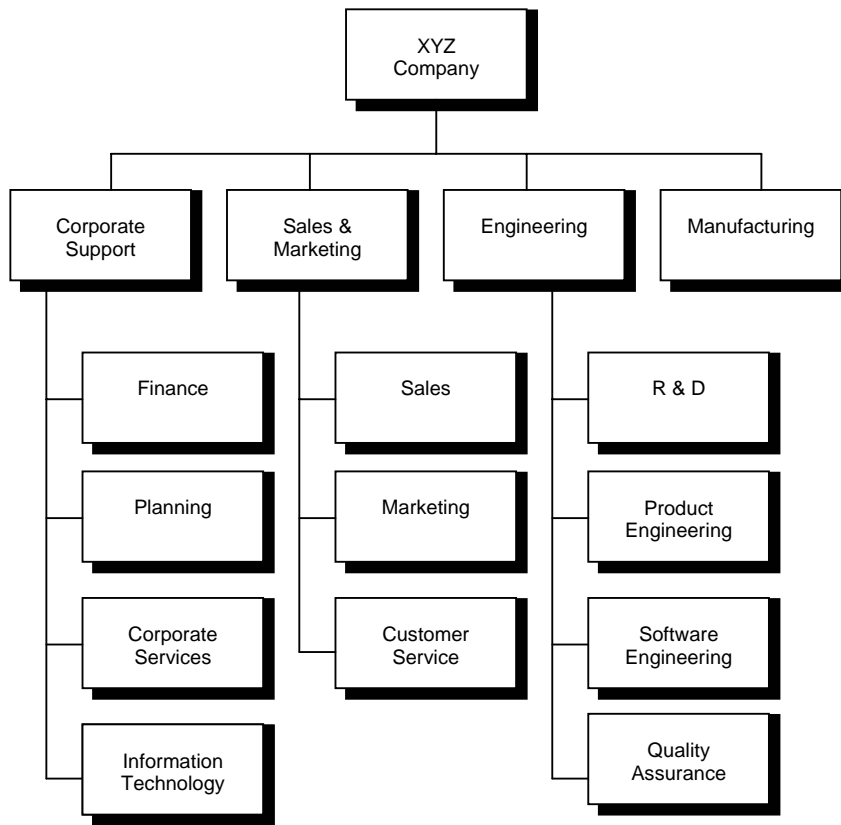 XYZ
Company
Corporate
Support
Sales &
Marketing
Engineering
Manufacturing
Finance
Sales
R & D
Planning
Marketing
Product
Engineering
Corporate
Services
Customer
Service
Software
Engineering
Information
Technology
Quality
Assurance